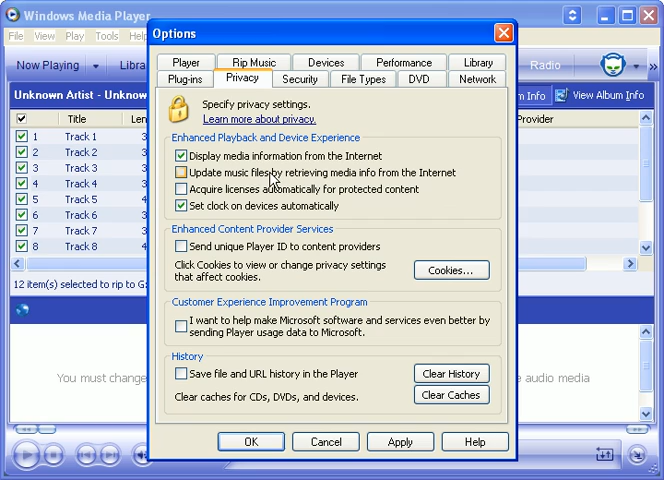 Windows Media Player
File View Play Tools Help
Now Playing
Radio
Unknown Artist - Unknown
View Album Info
Title
Provider
1 Track 1 3
2 Track 2 3
3 Track 3 3
4 Track 4 4
5 Track 5 4
6 Track 6 3
7 Track 7 3
8 Track 8 4
12 item(s) selected to rip to G:
You must change
e audio media
Options
Player Rip Music Devices Performance Library
Plug-ins Privacy Security File Types DVD Network
Specify privacy settings.
Learn more about privacy.
Enhanced Playback and Device Experience
Display media information from the Internet
Update music files by retrieving media info from the Internet
Acquire licenses automatically for protected content
Set clock on devices automatically
Enhanced Content Provider Services
Send unique Player ID to content providers
Click Cookies to view or change privacy settings
that affect cookies.
Cookies...
Customer Experience Improvement Program
I want to help make Microsoft software and services even better by
sending Player usage data to Microsoft.
History
Save file and URL history in the Player
Clear History
Clear caches for CDs, DVDs, and devices.
Clear Caches
OK Cancel Apply Help